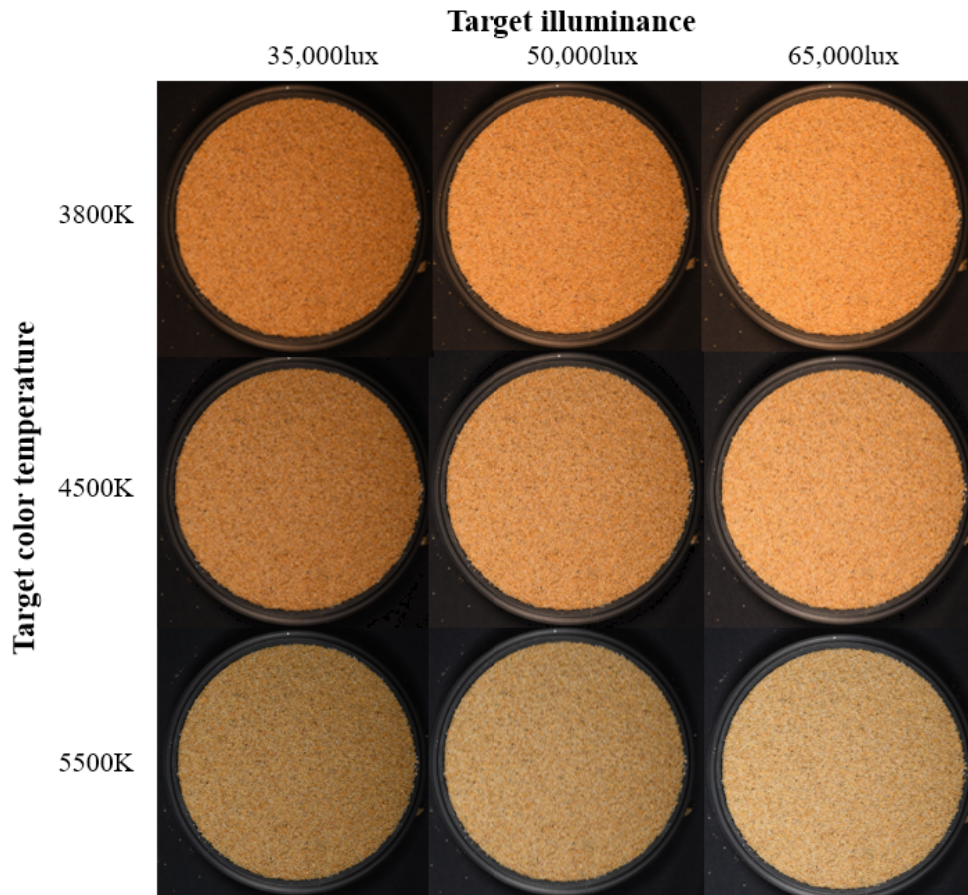 Target illuminance
35,000lux
50,000lux
65,000lux
Target color temperature
3800K
4500K
5500K